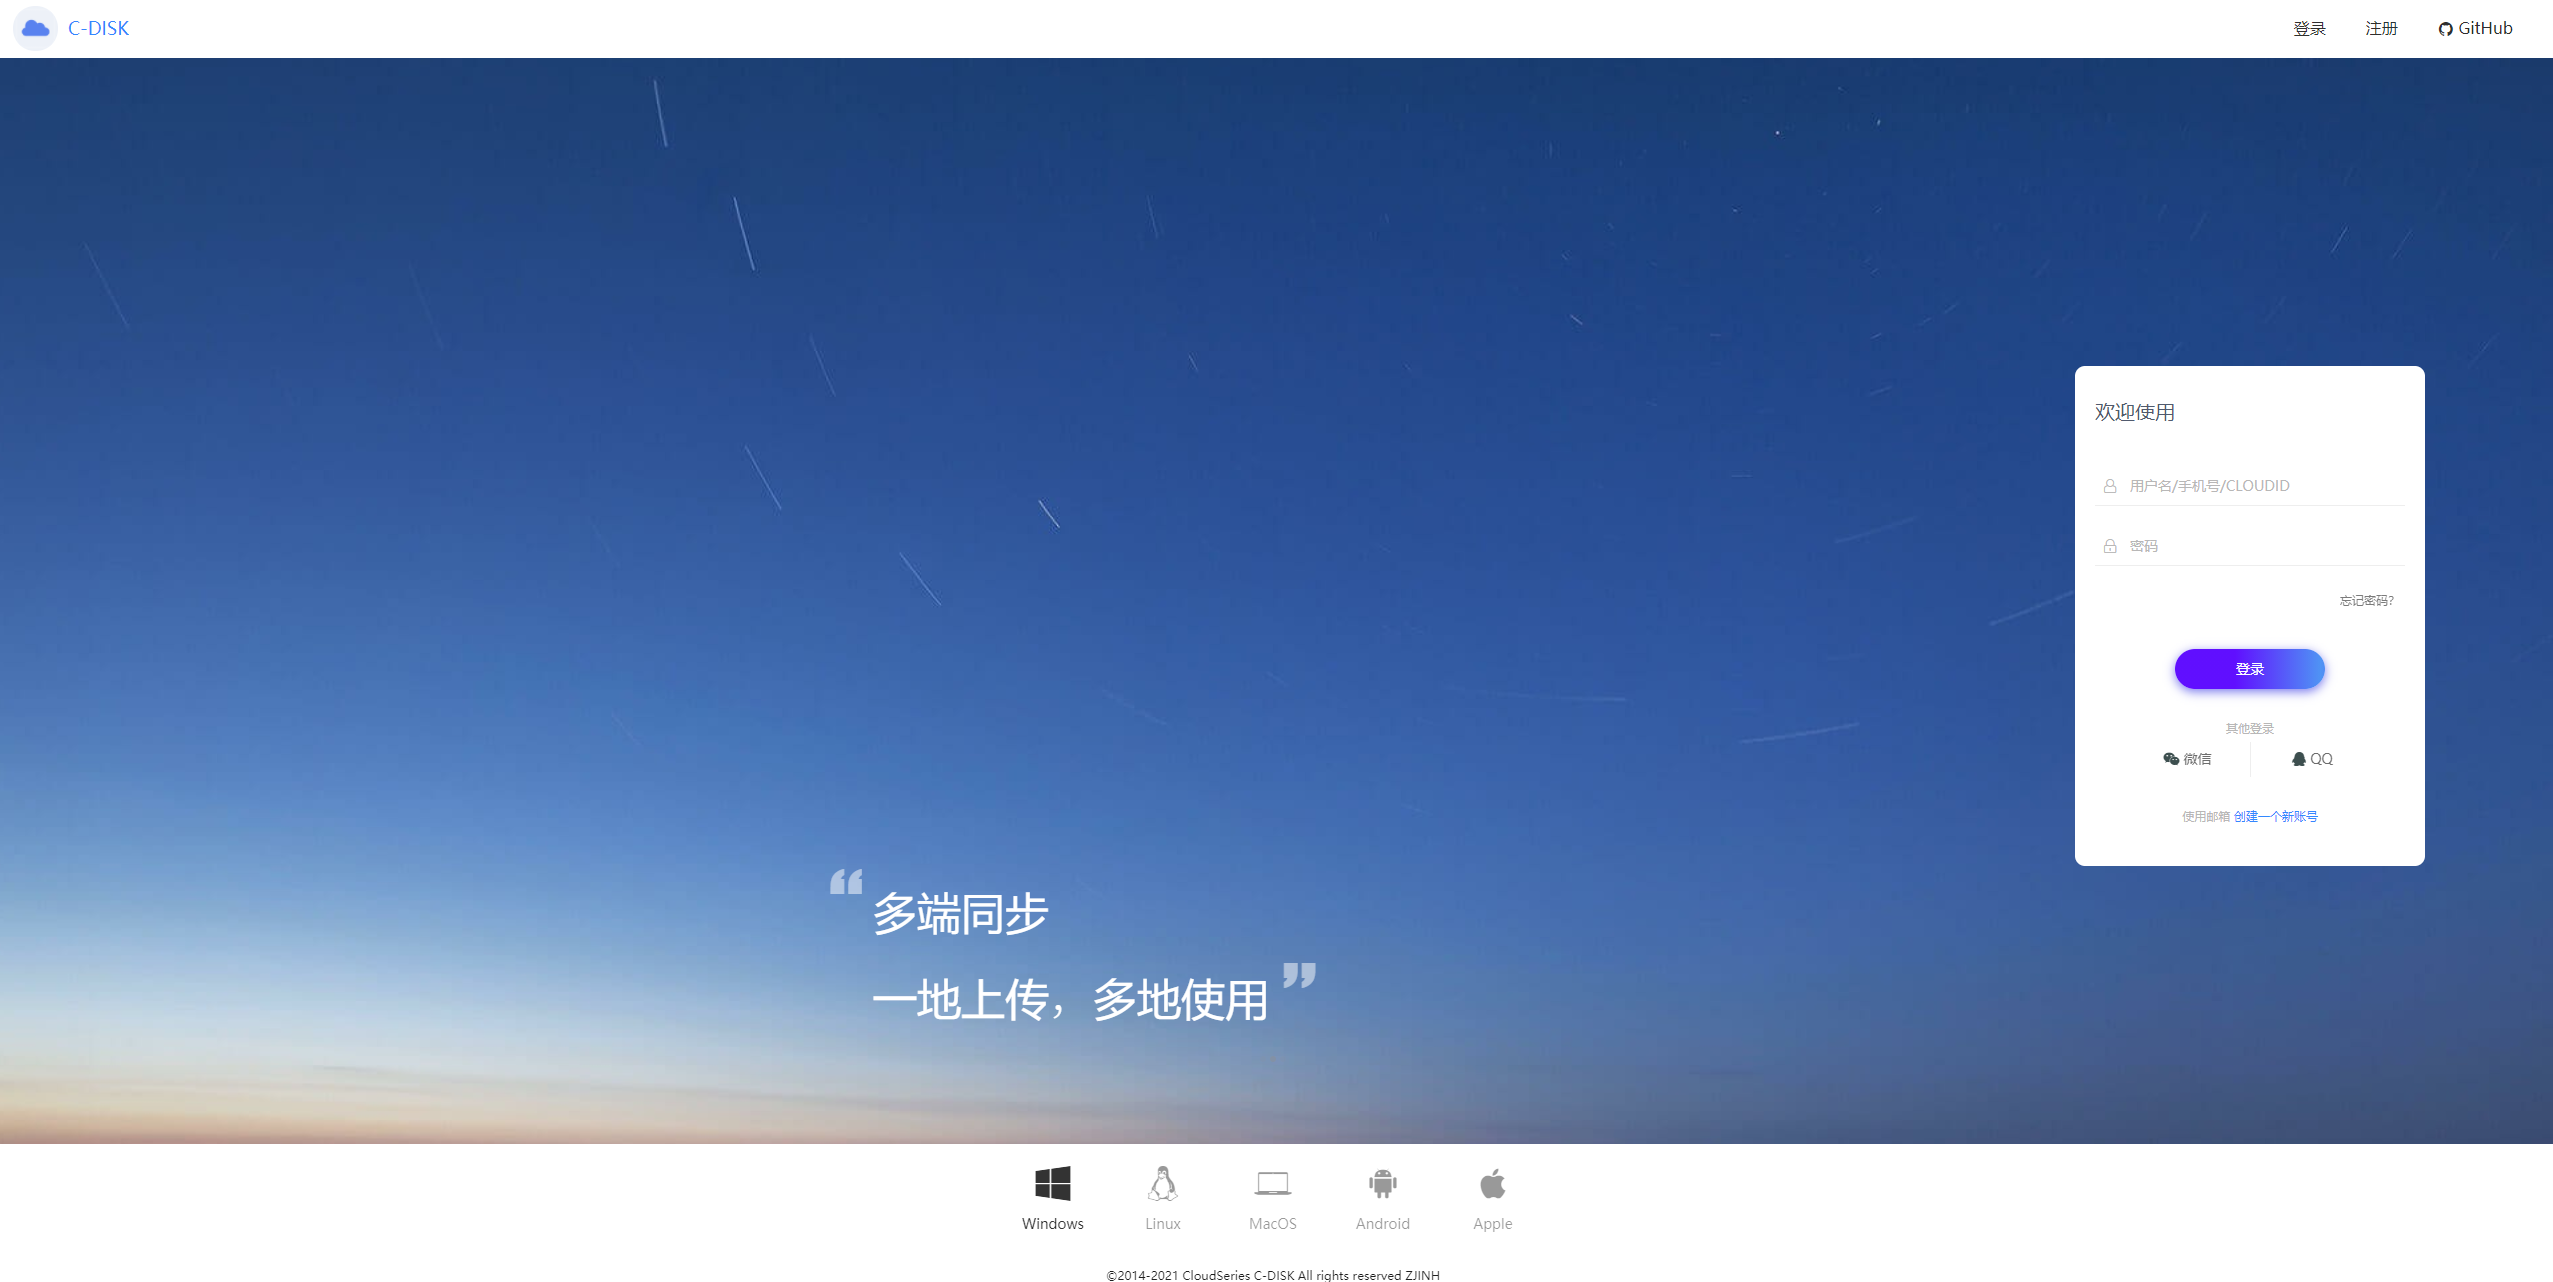 C-DISK
登录 注册 GitHub
欢迎使用
用户名/手机号/CLOUDID
密码
忘记密码?
登录
其他登录
微信 QQ
使用邮箱 创建一个新账号
“ 多端同步
一地上传，多地使用 ”
Windows Linux MacOS Android Apple
©2014-2021 CloudSeries C-DISK All rights reserved ZJINH